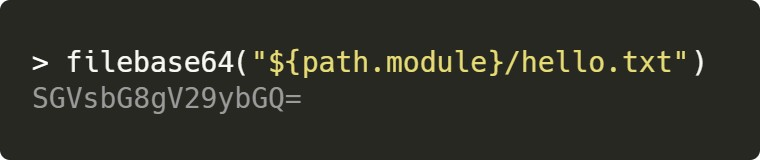 > filebase64("${path.module}/hello.txt")
SGVsbG8gV29ybGQ=